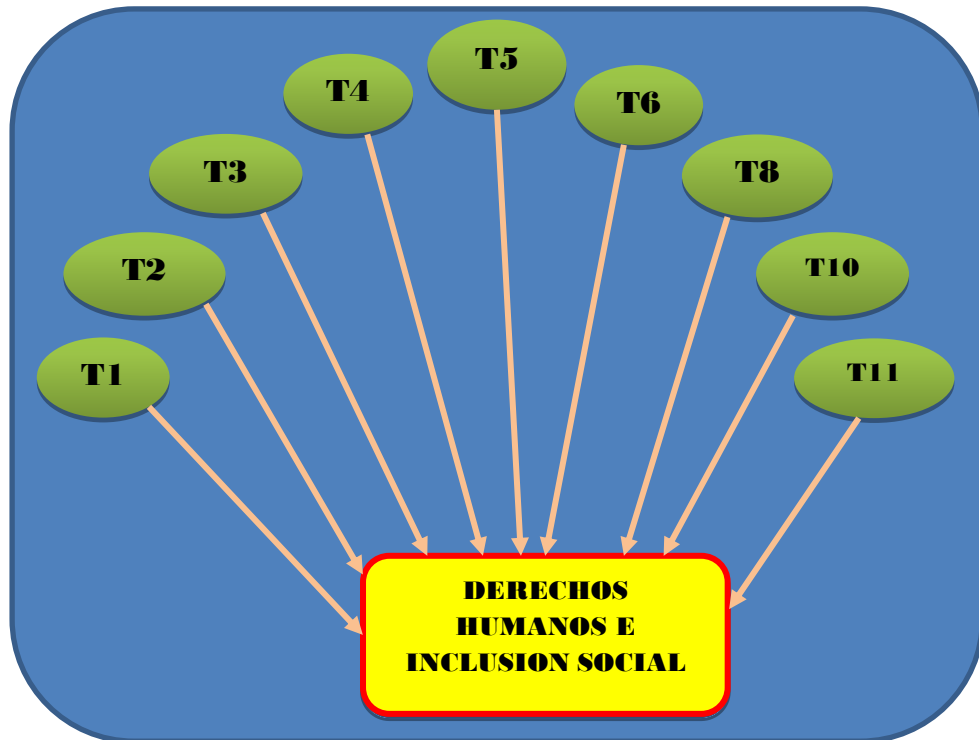 T5
T4
T6
T3
T8
T2
T10
T1
T11
DERECHOS
HUMANOS E
INCLUSION SOCIAL